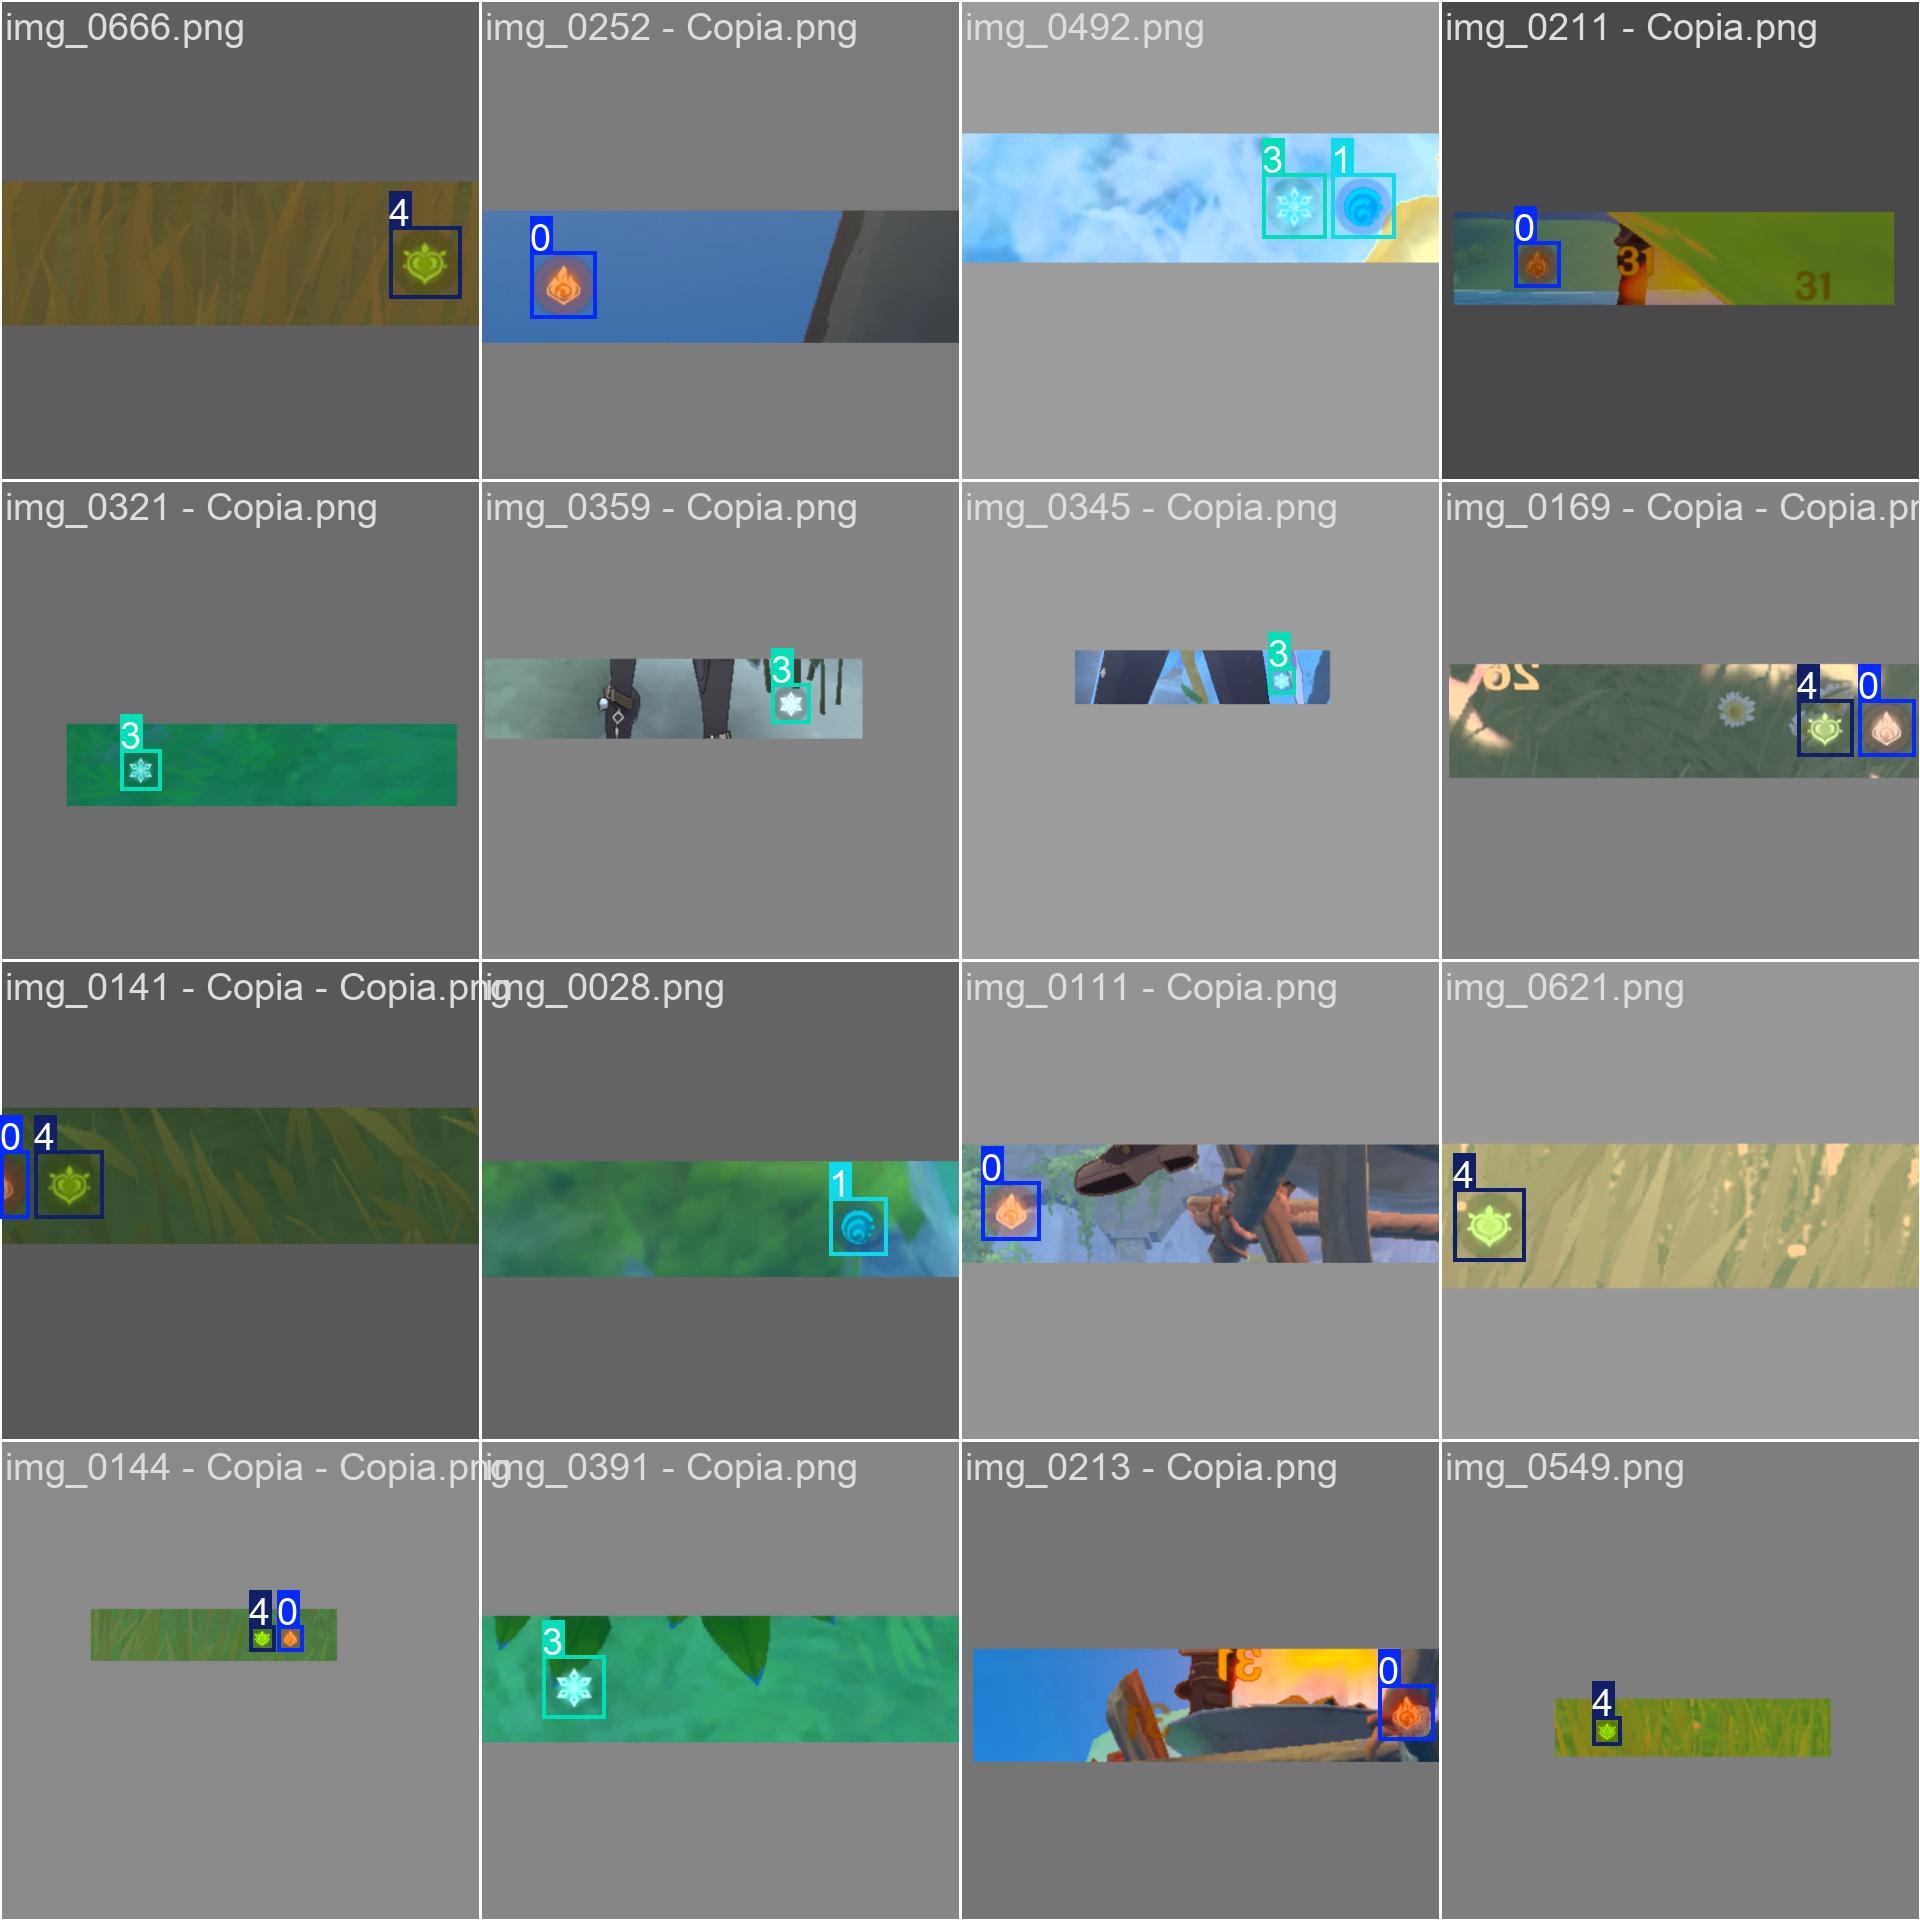 img_0666.png
img_0252 - Copia.png
img_0492.png
img_0211 - Copia.png
4
0
3
1
0
31
31
img_0321 - Copia.png
img_0359 - Copia.png
img_0345 - Copia.png
img_0169 - Copia - Copia.pr
3
3
3
26
4
0
img_0141 - Copia - Copia.png
img_0028.png
img_0111 - Copia.png
img_0621.png
0
4
1
0
4
img_0144 - Copia - Copia.png
img_0391 - Copia.png
img_0213 - Copia.png
img_0549.png
4
0
3
31
0
4